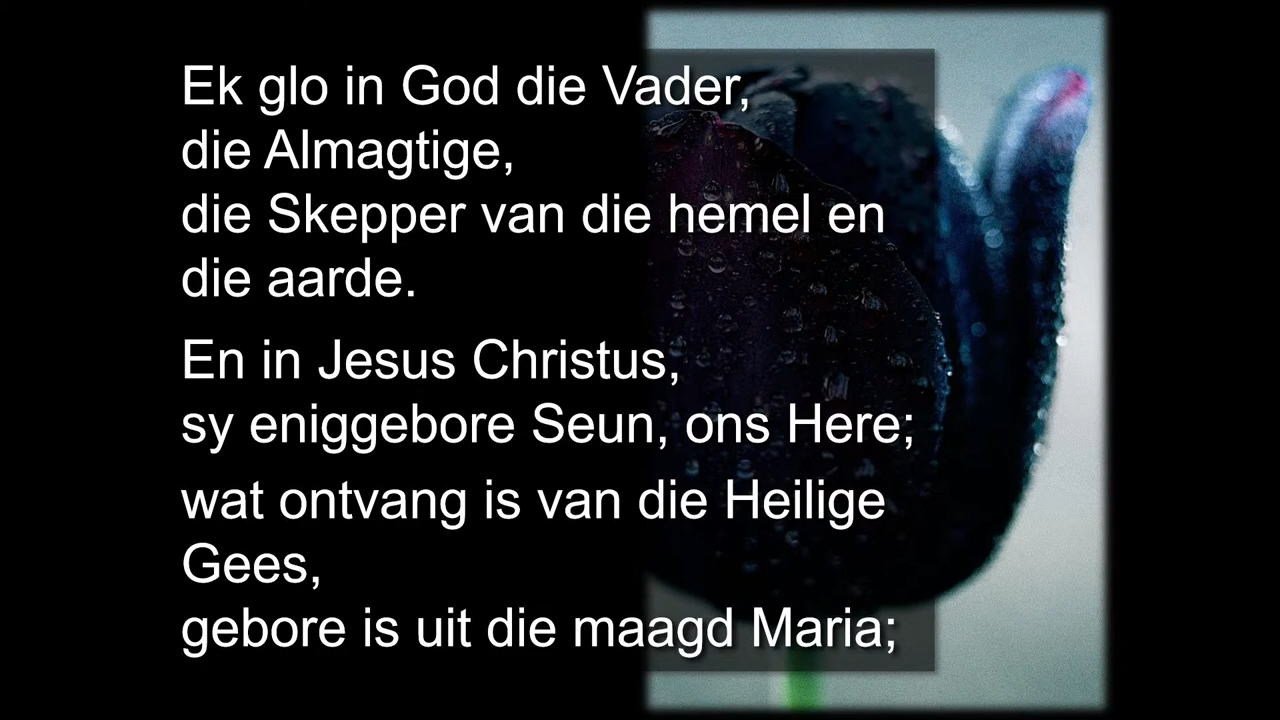 Ek glo in God die Vader,
die Almagtige,
die Skepper van die hemel en
die aarde.
En in Jesus Christus,
sy eniggebore Seun, ons Here;
wat ontvang is van die Heilige
Gees,
gebore is uit die maagd Maria;